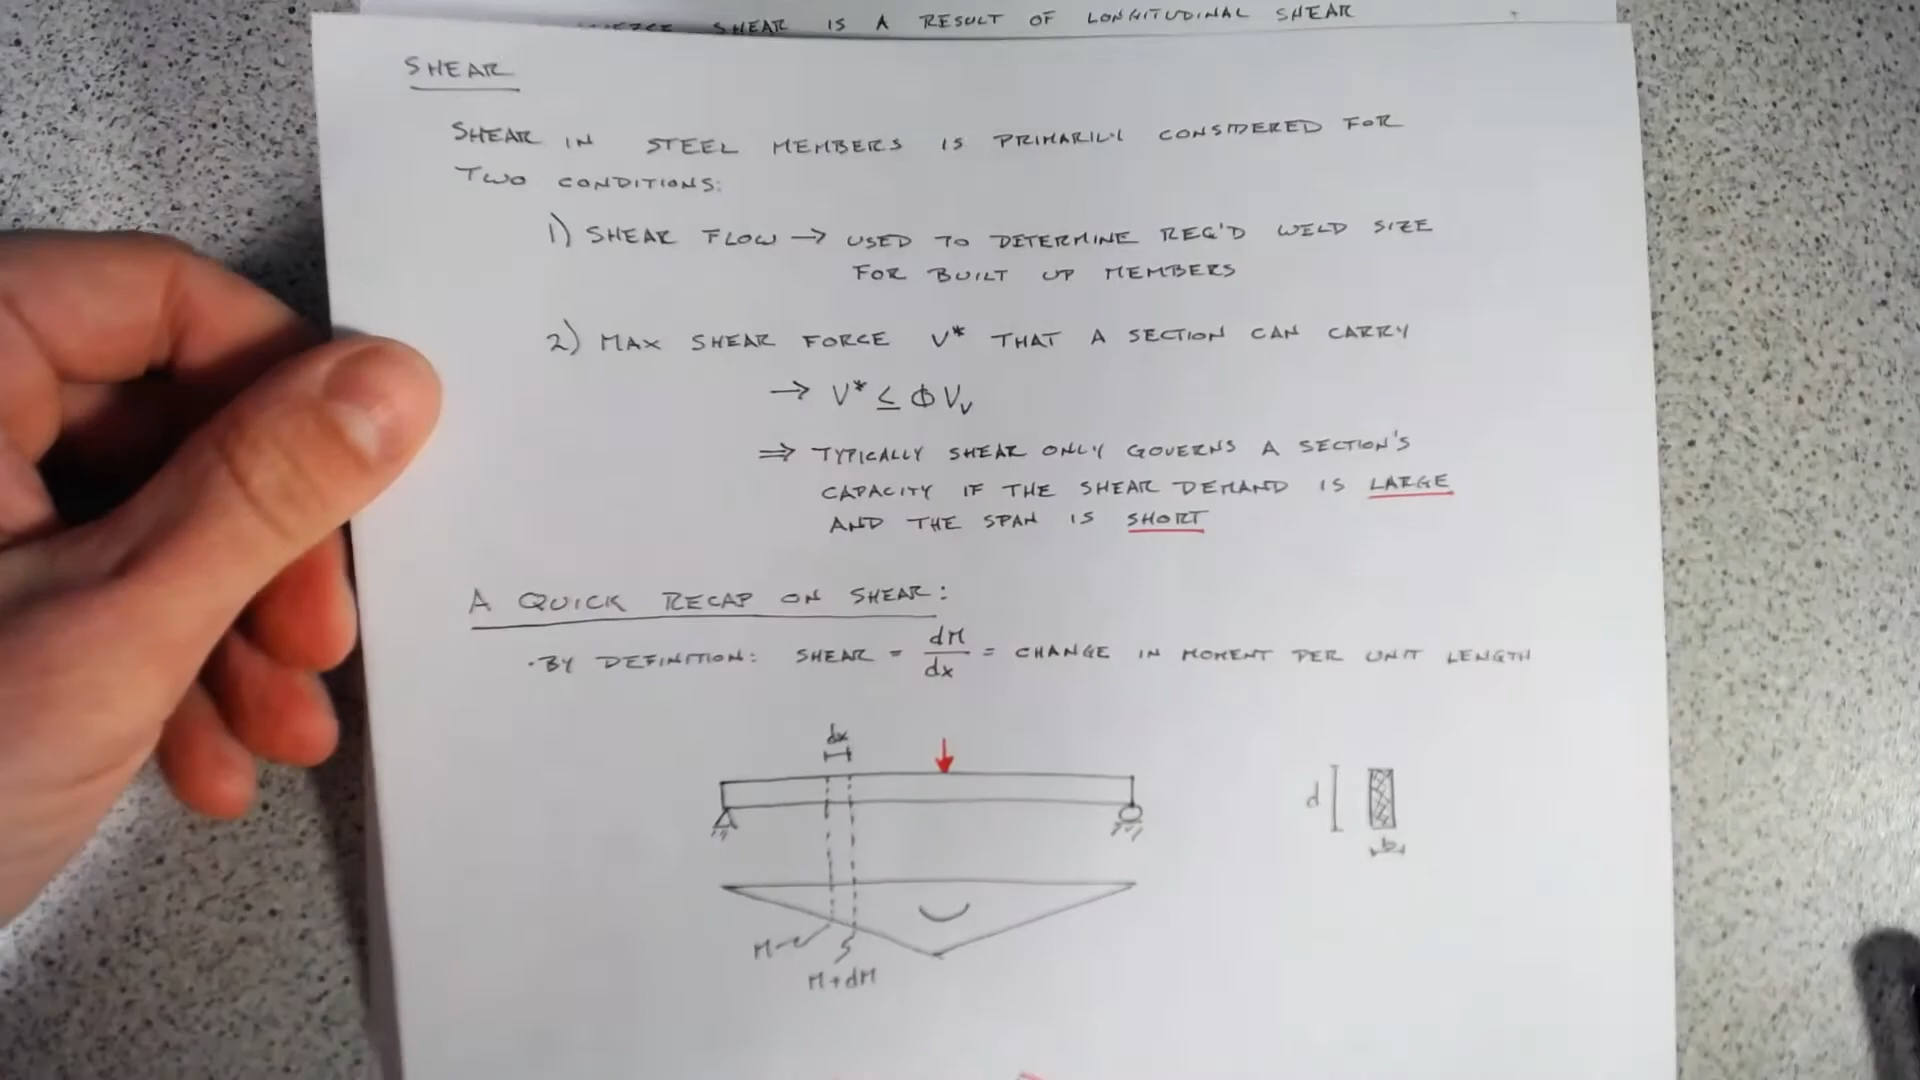 SHEAR IS A RESULT OF LONGITUDINAL SHEAR
SHEAR
SHEAR IN STEEL MEMBERS IS PRIMARILY CONSIDERED FOR
TWO CONDITIONS:
1) SHEAR FLOW → USED TO DETERMINE REQ'D WELD SIZE
FOR BUILT UP MEMBERS
2) MAX SHEAR FORCE V* THAT A SECTION CAN CARRY
→ V* ≤ ΦVv
⇒ TYPICALLY SHEAR ONLY GOVERNS A SECTION'S
CAPACITY IF THE SHEAR DEMAND IS LARGE
AND THE SPAN IS SHORT
A QUICK RECAP ON SHEAR:
• BY DEFINITION: SHEAR = dM/dx = CHANGE IN MOMENT PER UNIT LENGTH
dx
d
b
M
M+dM